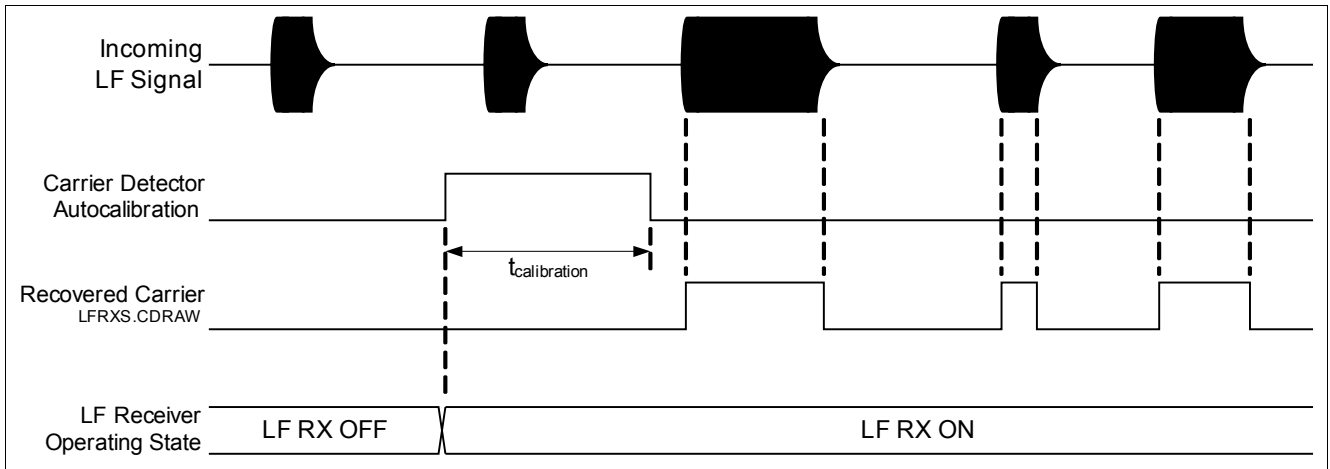 Incoming
LF Signal
Carrier Detector
Autocalibration
tcalibration
Recovered Carrier
LFRXS.CDRAW
LF Receiver
Operating State
LF RX OFF
LF RX ON